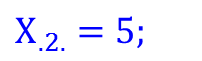 X.2. = 5;